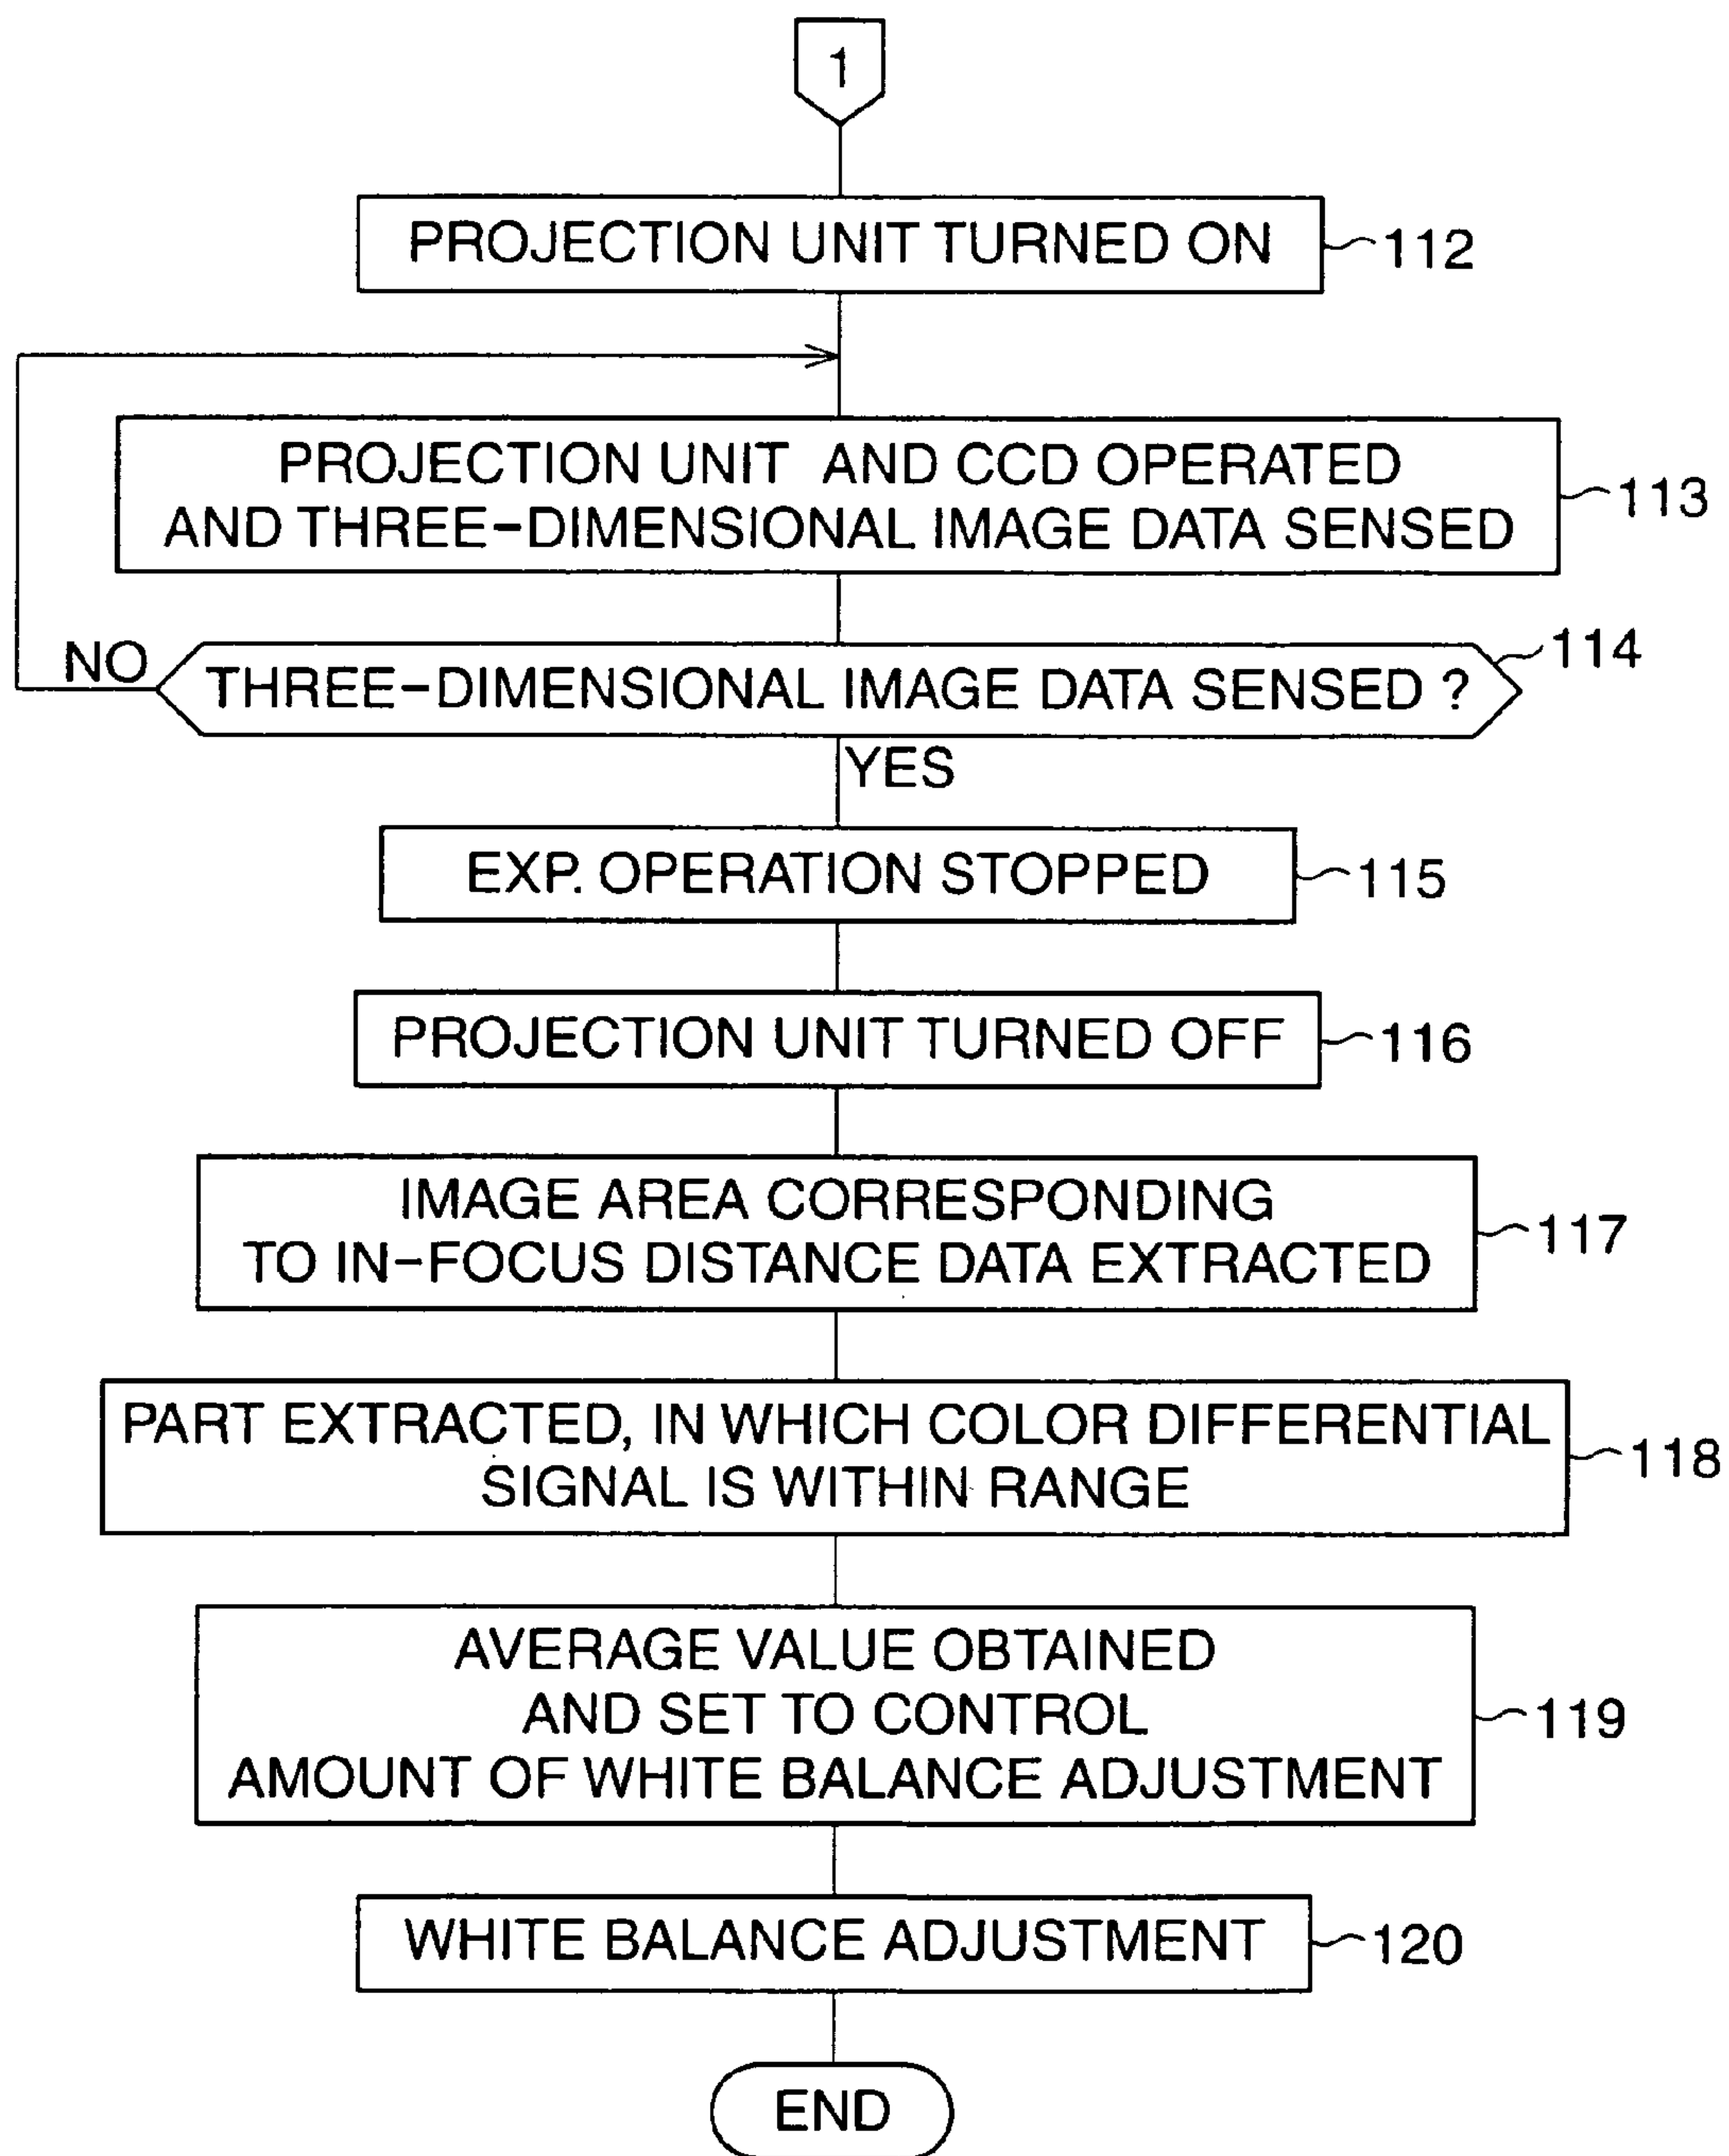 1
PROJECTION UNIT TURNED ON
112
PROJECTION UNIT AND CCD OPERATED
AND THREE-DIMENSIONAL IMAGE DATA SENSED
113
NO
THREE-DIMENSIONAL IMAGE DATA SENSED ?
114
YES
EXP. OPERATION STOPPED
115
PROJECTION UNIT TURNED OFF
116
IMAGE AREA CORRESPONDING
TO IN-FOCUS DISTANCE DATA EXTRACTED
117
PART EXTRACTED, IN WHICH COLOR DIFFERENTIAL
SIGNAL IS WITHIN RANGE
118
AVERAGE VALUE OBTAINED
AND SET TO CONTROL
AMOUNT OF WHITE BALANCE ADJUSTMENT
119
WHITE BALANCE ADJUSTMENT
120
END